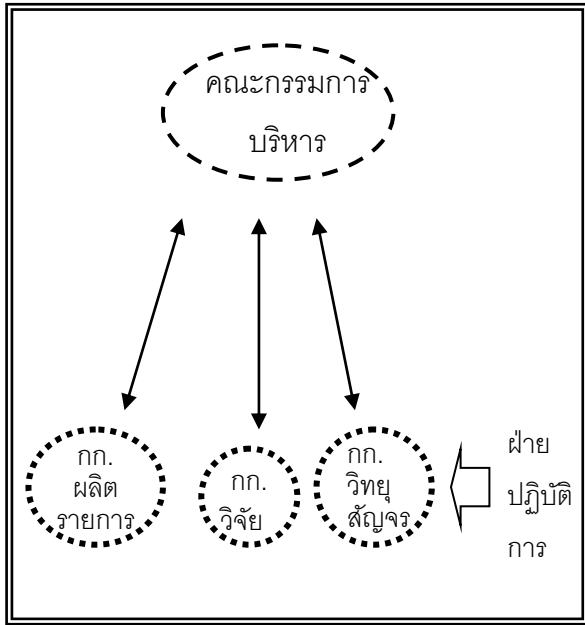 คณะกรรมการ
บริหาร
กก.
ผลิต
รายการ
กก.
วิจัย
กก.
วิทยุ
สัญจร
ฝ่าย
ปฏิบัติ
การ